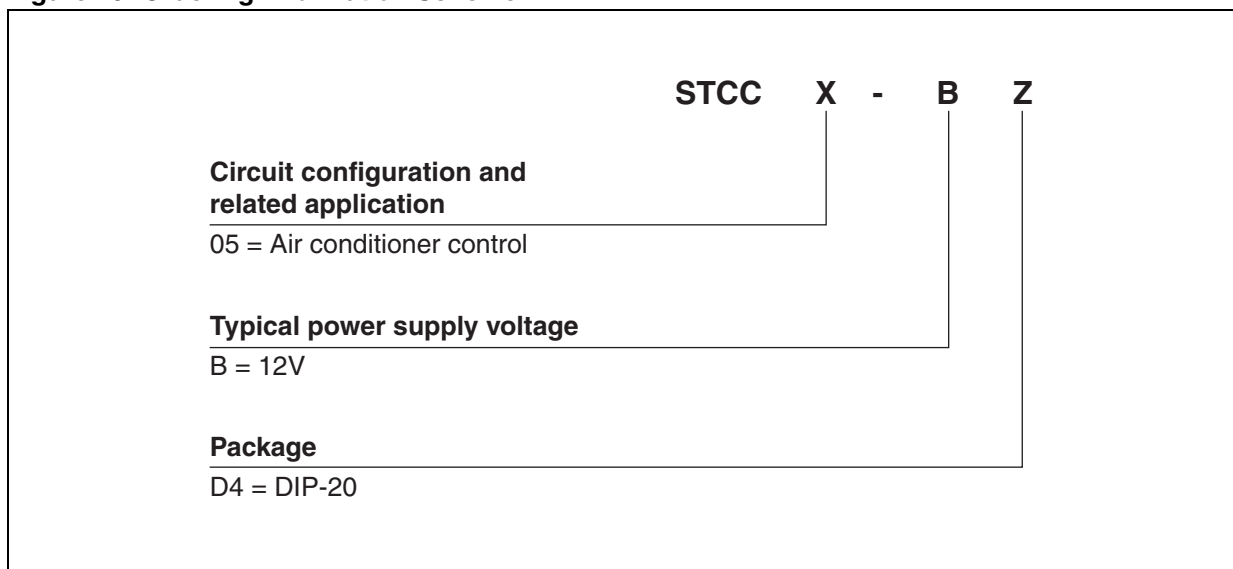 STCC X - B Z
Circuit configuration and
related application
05 = Air conditioner control
Typical power supply voltage
B = 12V
Package
D4 = DIP-20